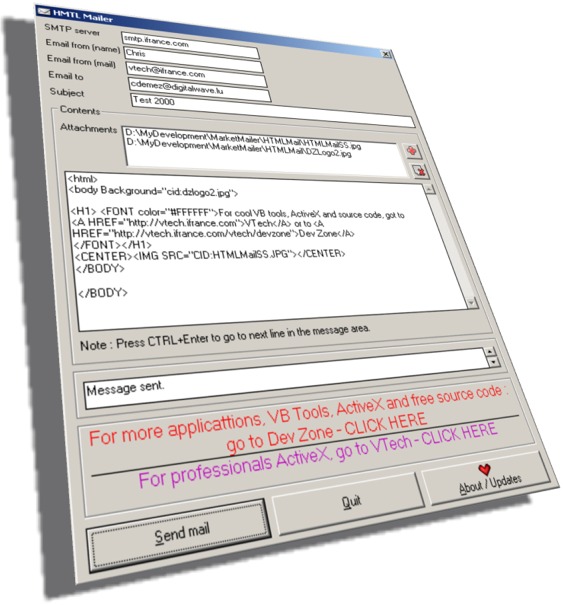 HMTL Mailer
SMTP server smtp.ifrance.com
Email from (name) Chris
Email from (mail) vtech@ifrance.com
Email to cdemez@digitalwave.lu
Subject Test 2000
Contents
Attachments D:\MyDevelopment\MarketMailer\HTMLMail\HTMLMailSS.jpg
D:\MyDevelopment\MarketMailer\HTMLMail\DZLogo2.jpg
<html>
<body Background="cid:dzlogo2.jpg">
<H1> <FONT color="#FFFFFF">For cool VB tools, ActiveX and source code, got to
<A HREF="http://vtech.ifrance.com">VTech</A> or to <A
HREF="http://vtech.ifrance.com/vtech/devzone">Dev Zone</A>
</FONT></H1>
<CENTER><IMG SRC="CID:HTMLMailSS.JPG"></CENTER>
</BODY>
</BODY>
Note : Press CTRL+Enter to go to next line in the message area.
Message sent.
For more applicattions, VB Tools, ActiveX and free source code :
go to Dev Zone - CLICK HERE
For professionals ActiveX, go to VTech - CLICK HERE
Send mail
Quit
About / Updates